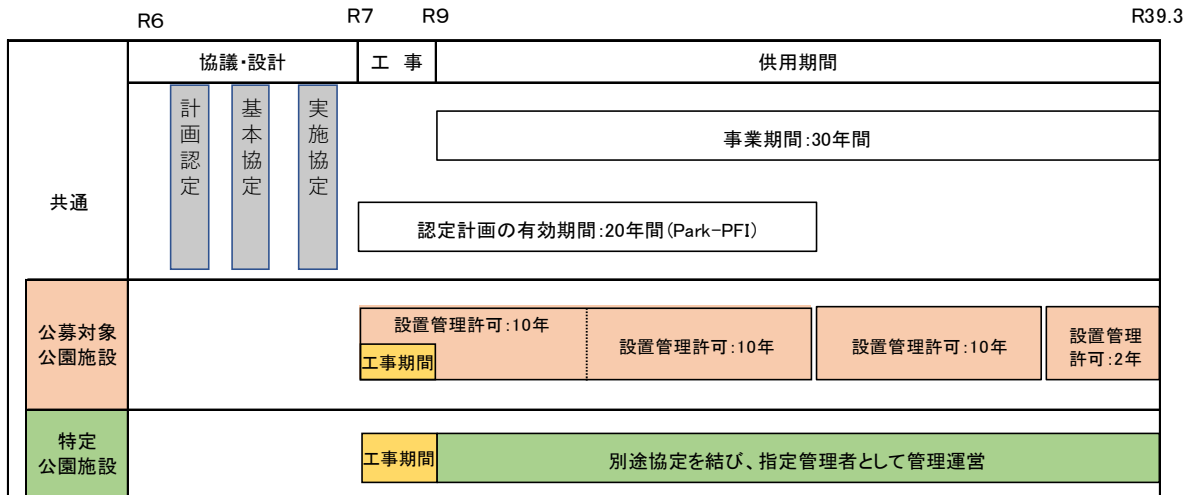 R6
R7
R9
R39.3
協議・設計
工 事
供用期間
共通
計画認定
基本協定
実施協定
事業期間:30年間
認定計画の有効期間:20年間(Park-PFI)
公募対象
公園施設
設置管理許可:10年
工事期間
設置管理許可:10年
設置管理許可:10年
設置管理
許可:2年
特定
公園施設
工事期間
別途協定を結び、指定管理者として管理運営